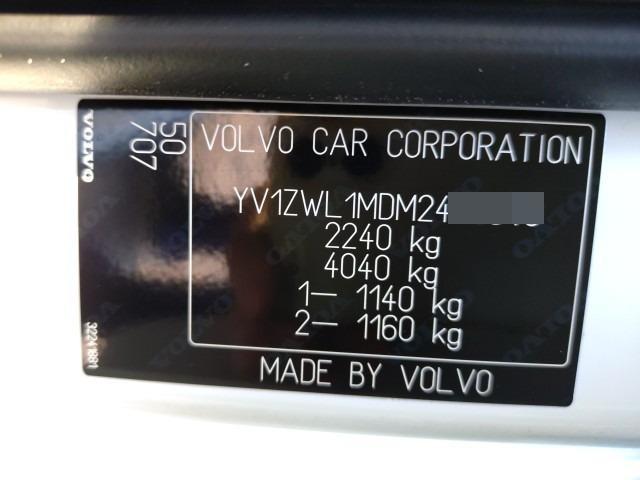 VOLVO
50
707
VOLVO CAR CORPORATION
YV1ZWL1MDM24
2240 kg
4040 kg
1- 1140 kg
2- 1160 kg
MADE BY VOLVO